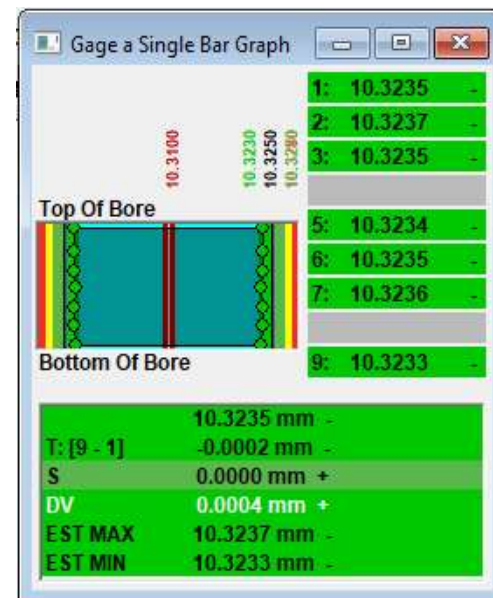 Gage a Single Bar Graph
10.3100
10.3230
10.3250
10.3280
Top Of Bore
Bottom Of Bore
1: 10.3235 -
2: 10.3237 -
3: 10.3235 -
5: 10.3234 -
6: 10.3235 -
7: 10.3236 -
9: 10.3233 -
10.3235 mm -
T: [9 - 1] -0.0002 mm -
S 0.0000 mm +
DV 0.0004 mm +
EST MAX 10.3237 mm -
EST MIN 10.3233 mm -